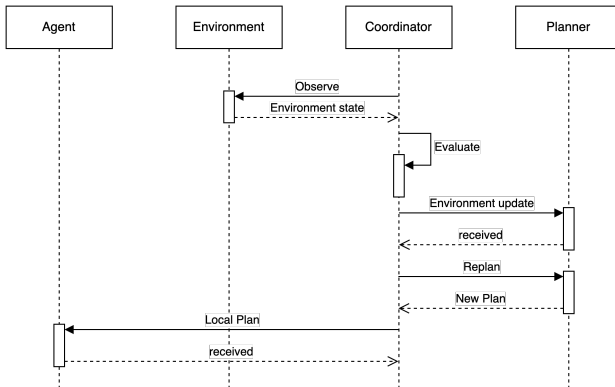 Agent
Environment
Coordinator
Planner
Observe
Environment state
Evaluate
Environment update
received
Replan
New Plan
Local Plan
received